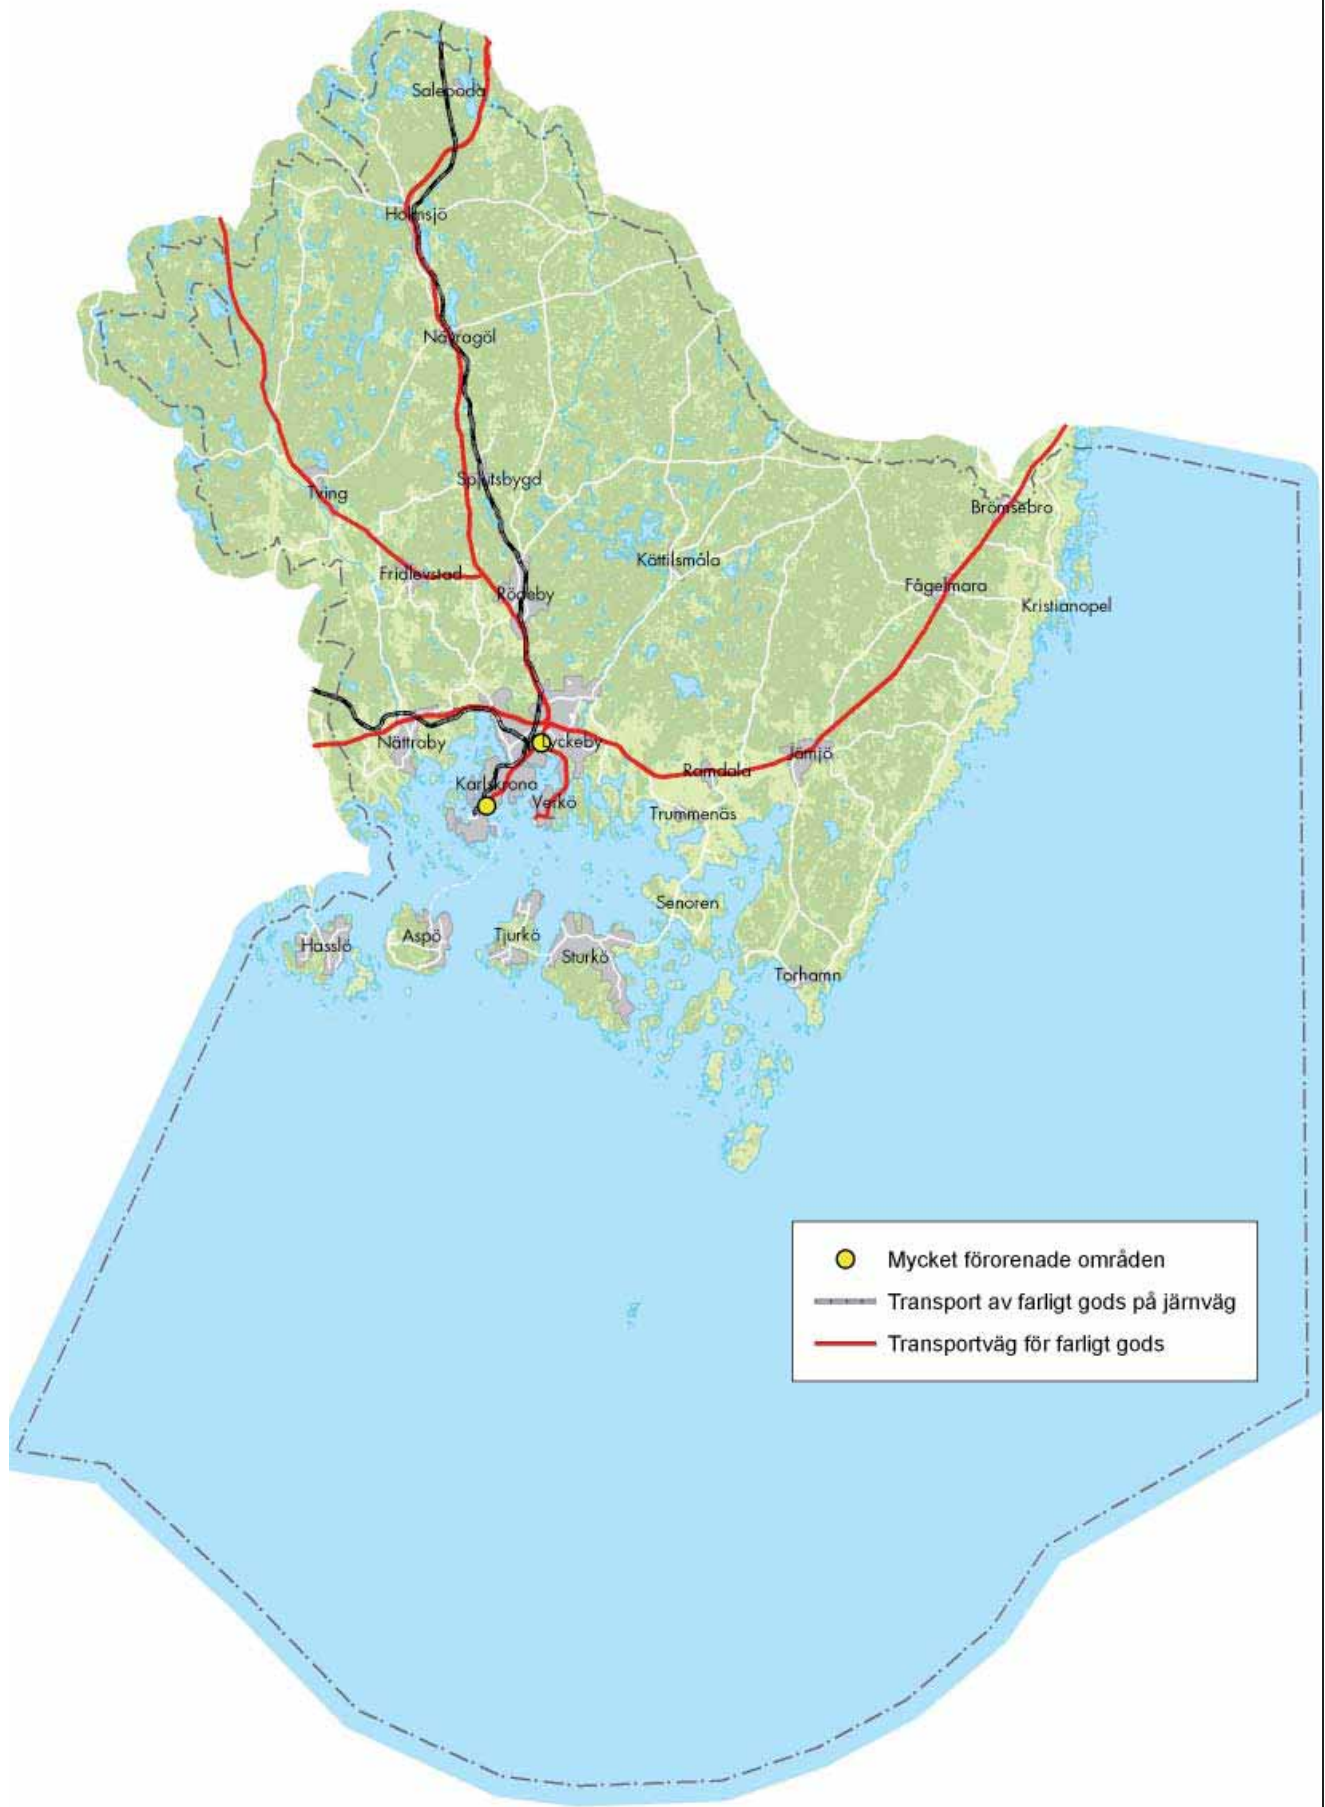 Saleboda
Holmsjö
Nävragöl
Spjutsbygd
Tving
Brömsebro
Kättilsmåla
Fridlevstad
Fågelmara
Rödeby
Kristianopel
Nättraby
Lyckeby
Jämjö
Ramdala
Karlskrona
Verkö
Trummenäs
Senoren
Hasslö
Aspö
Tjurkö
Sturkö
Torhamn
Mycket förorenade områden
Transport av farligt gods på järnväg
Transportväg för farligt gods